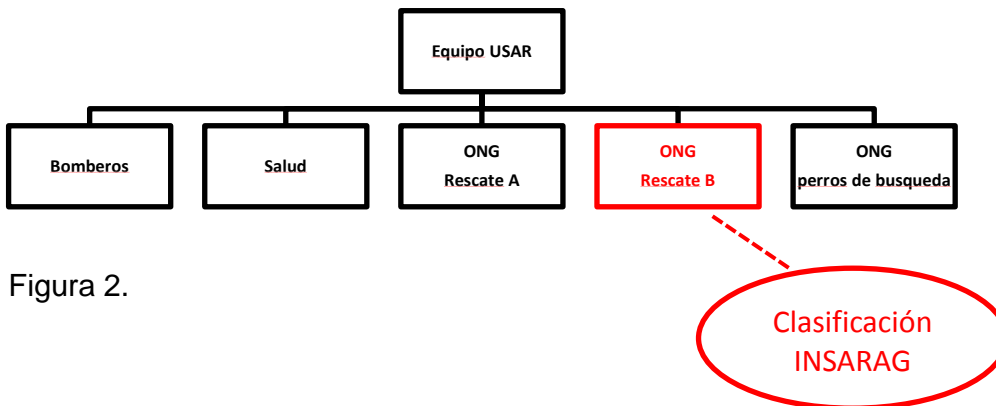 Equipo USAR
Bomberos
Salud
ONG
Rescate A
ONG
Rescate B
ONG
perros de busqueda
Figura 2.
Clasificación
INSARAG